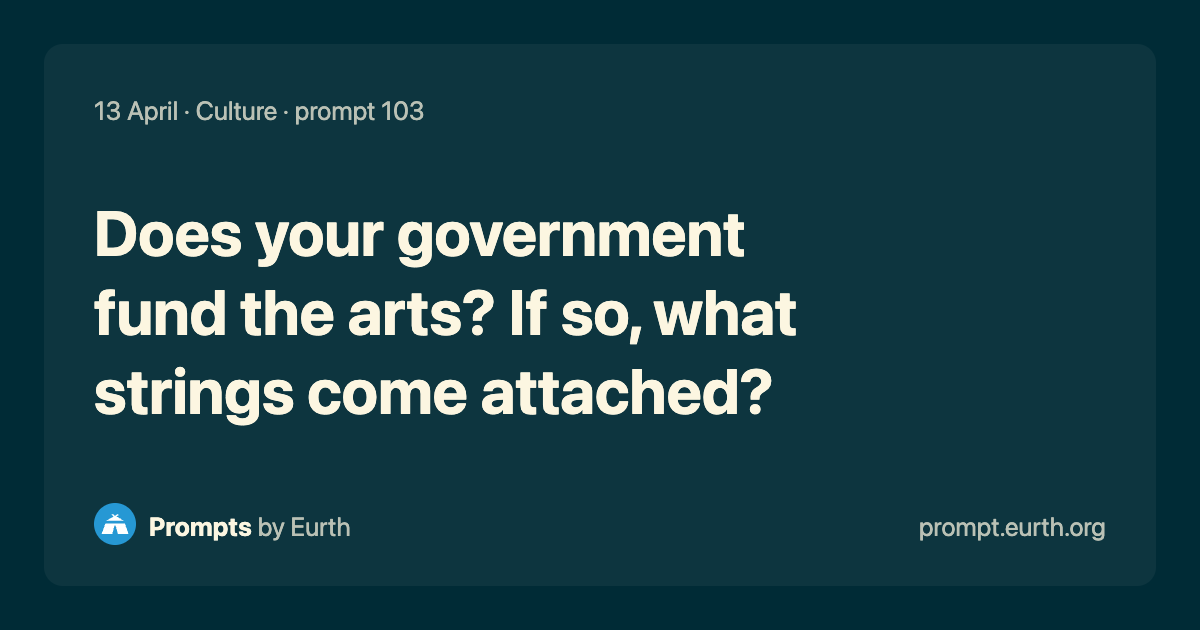 13 April · Culture · prompt 103
Does your government
fund the arts? If so, what
strings come attached?
Prompts by Eurth
prompt.eurth.org